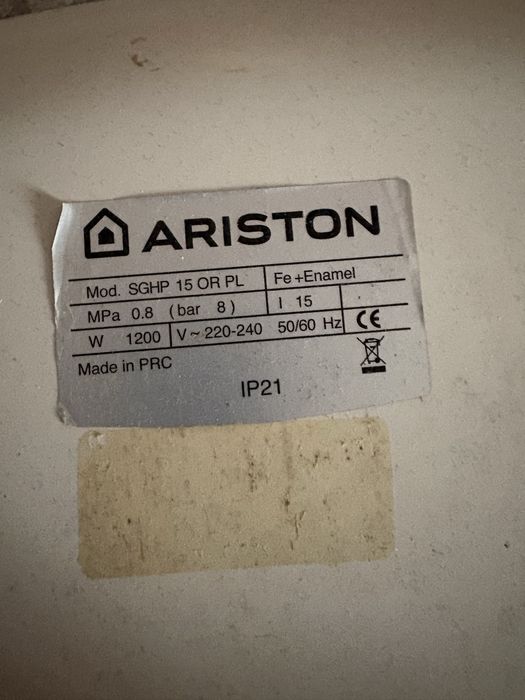 ARISTON
Mod. SGHP 15 OR PL Fe+Enamel
MPa 0.8 (bar 8) l 15
W 1200 V~220-240 50/60 Hz CE
Made in PRC
IP21